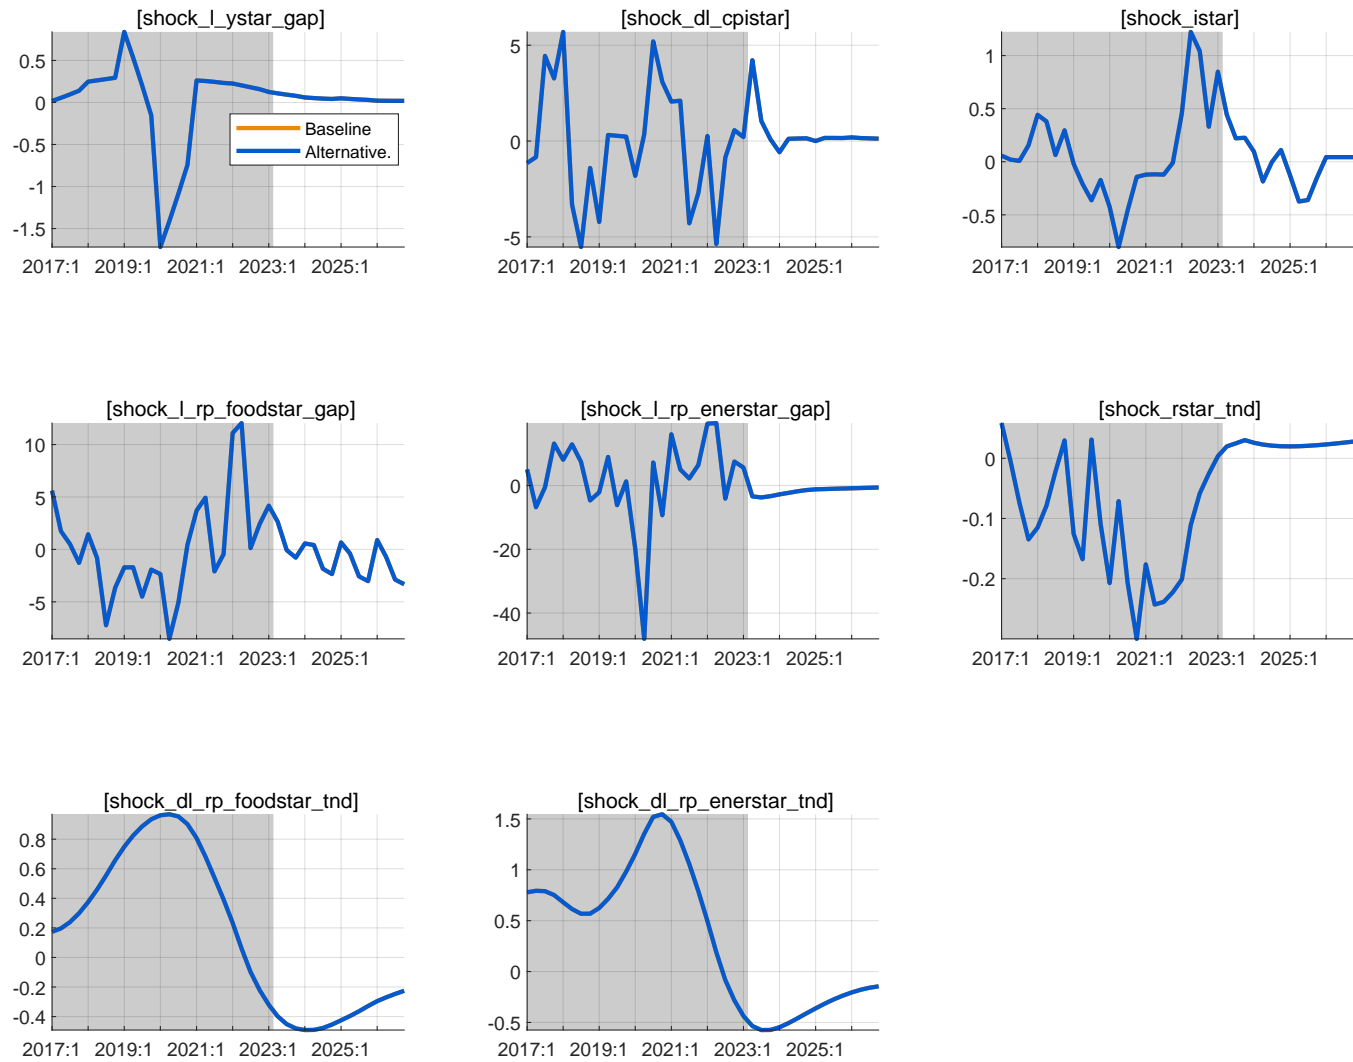 [shock_l_ystar_gap]
0.5
0
-0.5
-1
-1.5
2017:1 2019:1 2021:1 2023:1 2025:1
Baseline
Alternative.
[shock_dl_cpistar]
5
0
-5
2017:1 2019:1 2021:1 2023:1 2025:1
[shock_istar]
1
0.5
0
-0.5
2017:1 2019:1 2021:1 2023:1 2025:1
[shock_l_rp_foodstar_gap]
10
5
0
-5
2017:1 2019:1 2021:1 2023:1 2025:1
[shock_l_rp_enerstar_gap]
0
-20
-40
2017:1 2019:1 2021:1 2023:1 2025:1
[shock_rstar_tnd]
0
-0.1
-0.2
2017:1 2019:1 2021:1 2023:1 2025:1
[shock_dl_rp_foodstar_tnd]
0.8
0.6
0.4
0.2
0
-0.2
-0.4
2017:1 2019:1 2021:1 2023:1 2025:1
[shock_dl_rp_enerstar_tnd]
1.5
1
0.5
0
-0.5
2017:1 2019:1 2021:1 2023:1 2025:1